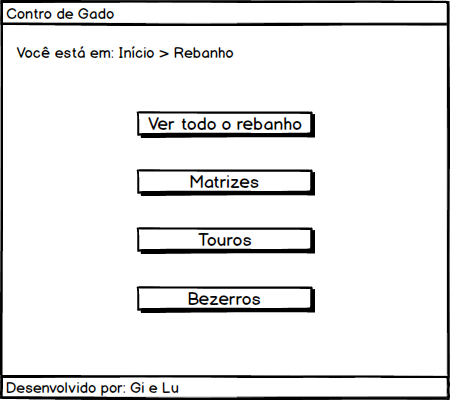 Contro de Gado
Você está em: Início > Rebanho
Ver todo o rebanho
Matrizes
Touros
Bezerros
Desenvolvido por: Gi e Lu